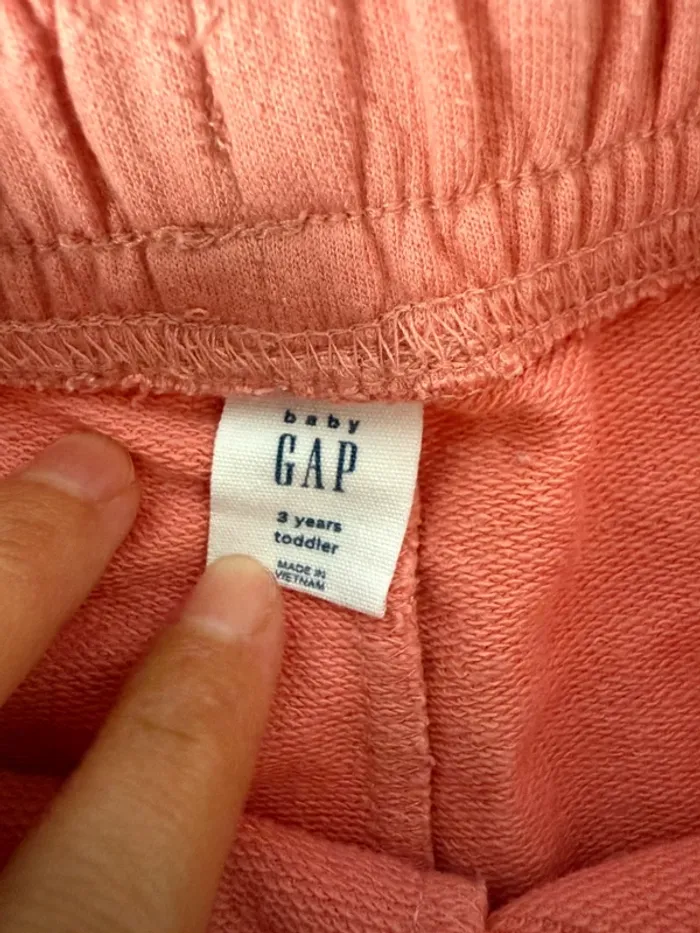 baby
GAP
3 years
toddler
MADE IN
VIETNAM